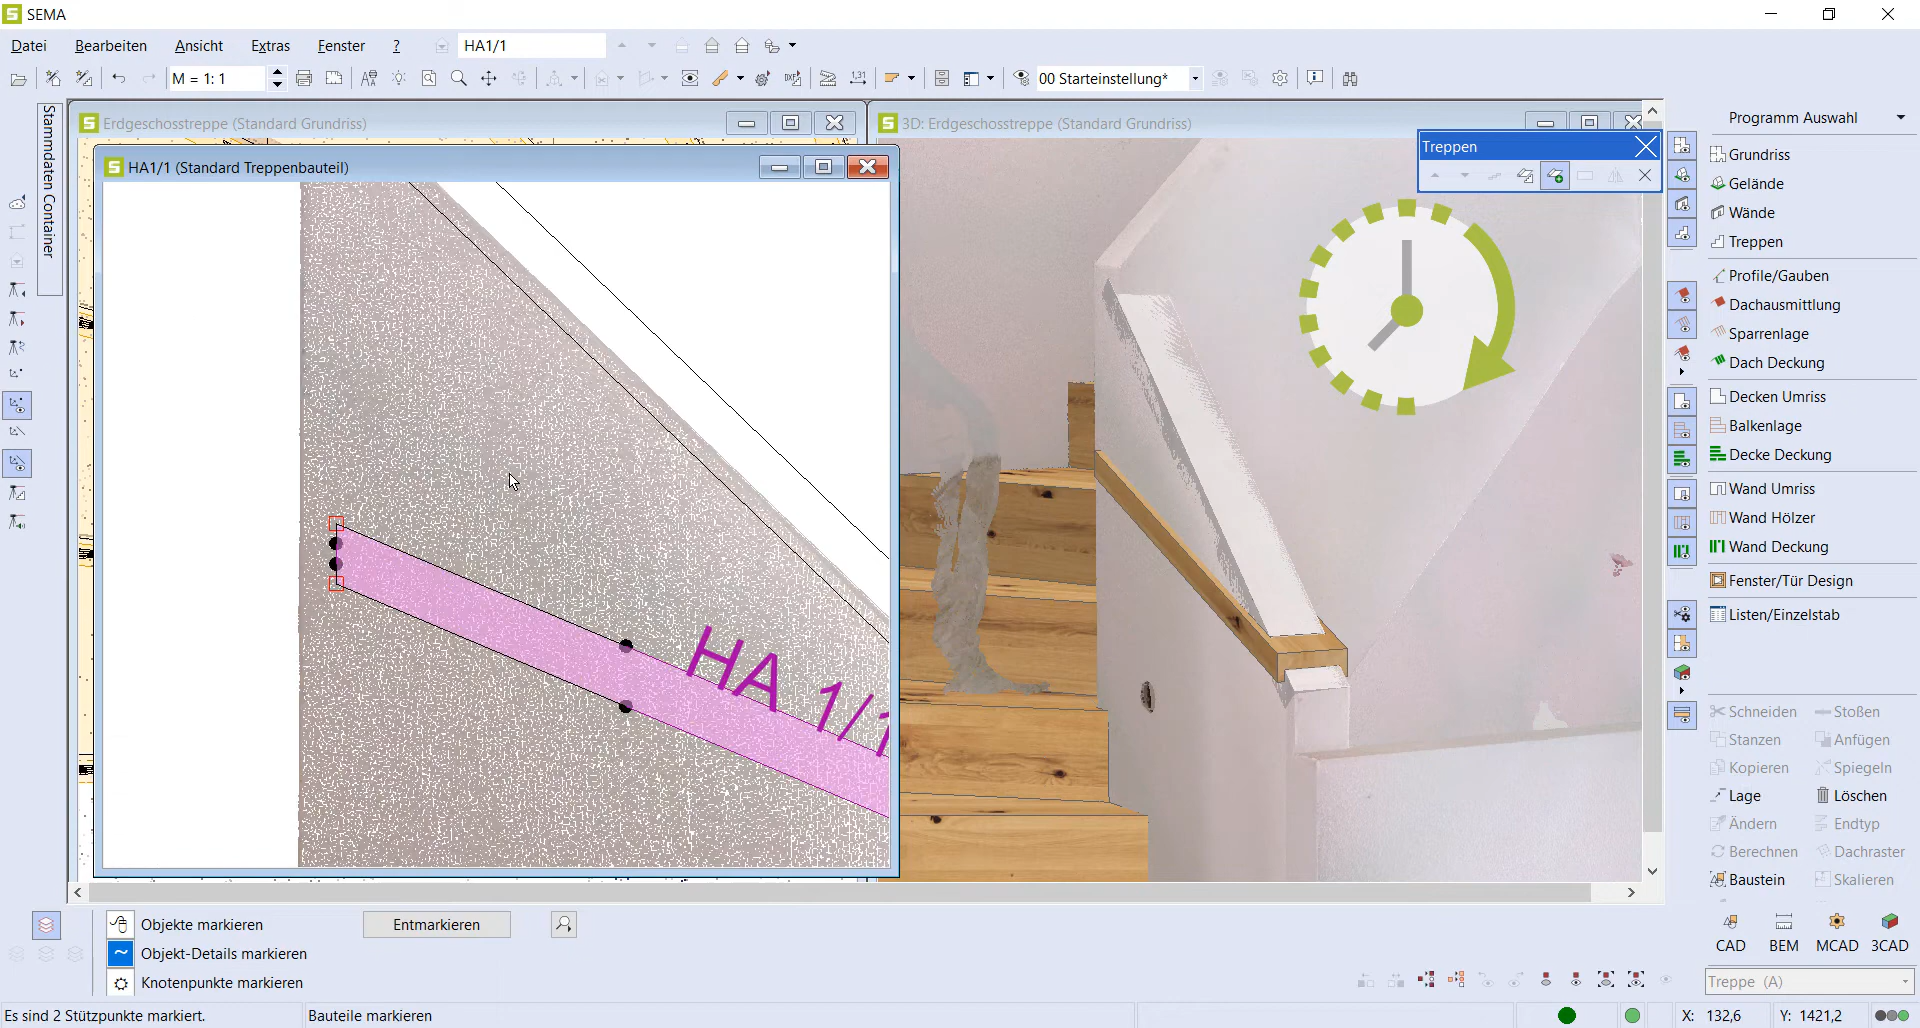 SEMA
Datei Bearbeiten Ansicht Extras Fenster ? HA1/1
M = 1: 1 DXF 1,31 00 Starteinstellung*
Stammdaten Container
Erdgeschosstreppe (Standard Grundriss)
3D: Erdgeschosstreppe (Standard Grundriss)
HA1/1 (Standard Treppenbauteil)
HA 1/1
Treppen
Programm Auswahl
Grundriss
Gelände
Wände
Treppen
Profile/Gauben
Dachausmittlung
Sparrenlage
Dach Deckung
Decken Umriss
Balkenlage
Decke Deckung
Wand Umriss
Wand Hölzer
Wand Deckung
Fenster/Tür Design
Listen/Einzelstab
Schneiden Stoßen
Stanzen Anfügen
Kopieren Spiegeln
Lage Löschen
Ändern Endtyp
Berechnen Dachraster
Baustein Skalieren
CAD BEM MCAD 3CAD
Treppe (A)
Objekte markieren Entmarkieren
Objekt-Details markieren
Knotenpunkte markieren
Es sind 2 Stützpunkte markiert. Bauteile markieren X: 132,6 Y: 1421,2